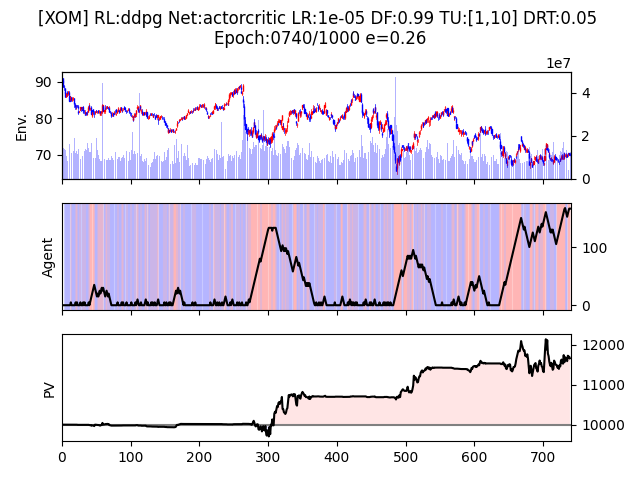 [XOM] RL:ddpg Net:actorcritic LR:1e-05 DF:0.99 TU:[1,10] DRT:0.05
Epoch:0740/1000 e=0.26
1e7
Env.
90
80
70
4
2
0
Agent
100
0
PV
12000
11000
10000
0 100 200 300 400 500 600 700